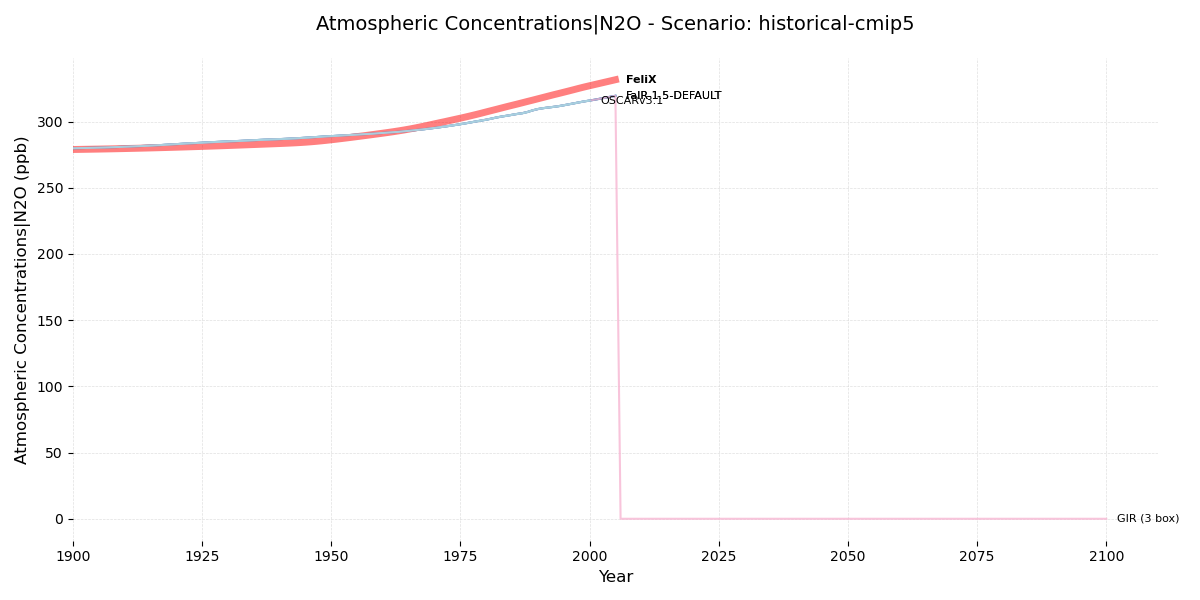 Atmospheric Concentrations|N2O - Scenario: historical-cmip5
FeliX
FaIR-1.5-DEFAULT
OSCARv3.1
300
250
200
150
100
50
0
GIR (3 box)
Atmospheric Concentrations|N2O (ppb)
1900
1925
1950
1975
2000
2025
2050
2075
2100
Year